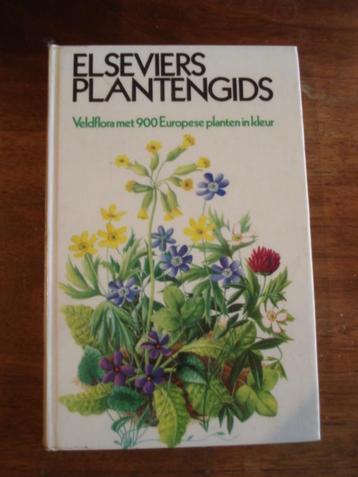 ELSEVIERS
PLANTENGIDS
Veldflora met 900 Europese planten in kleur